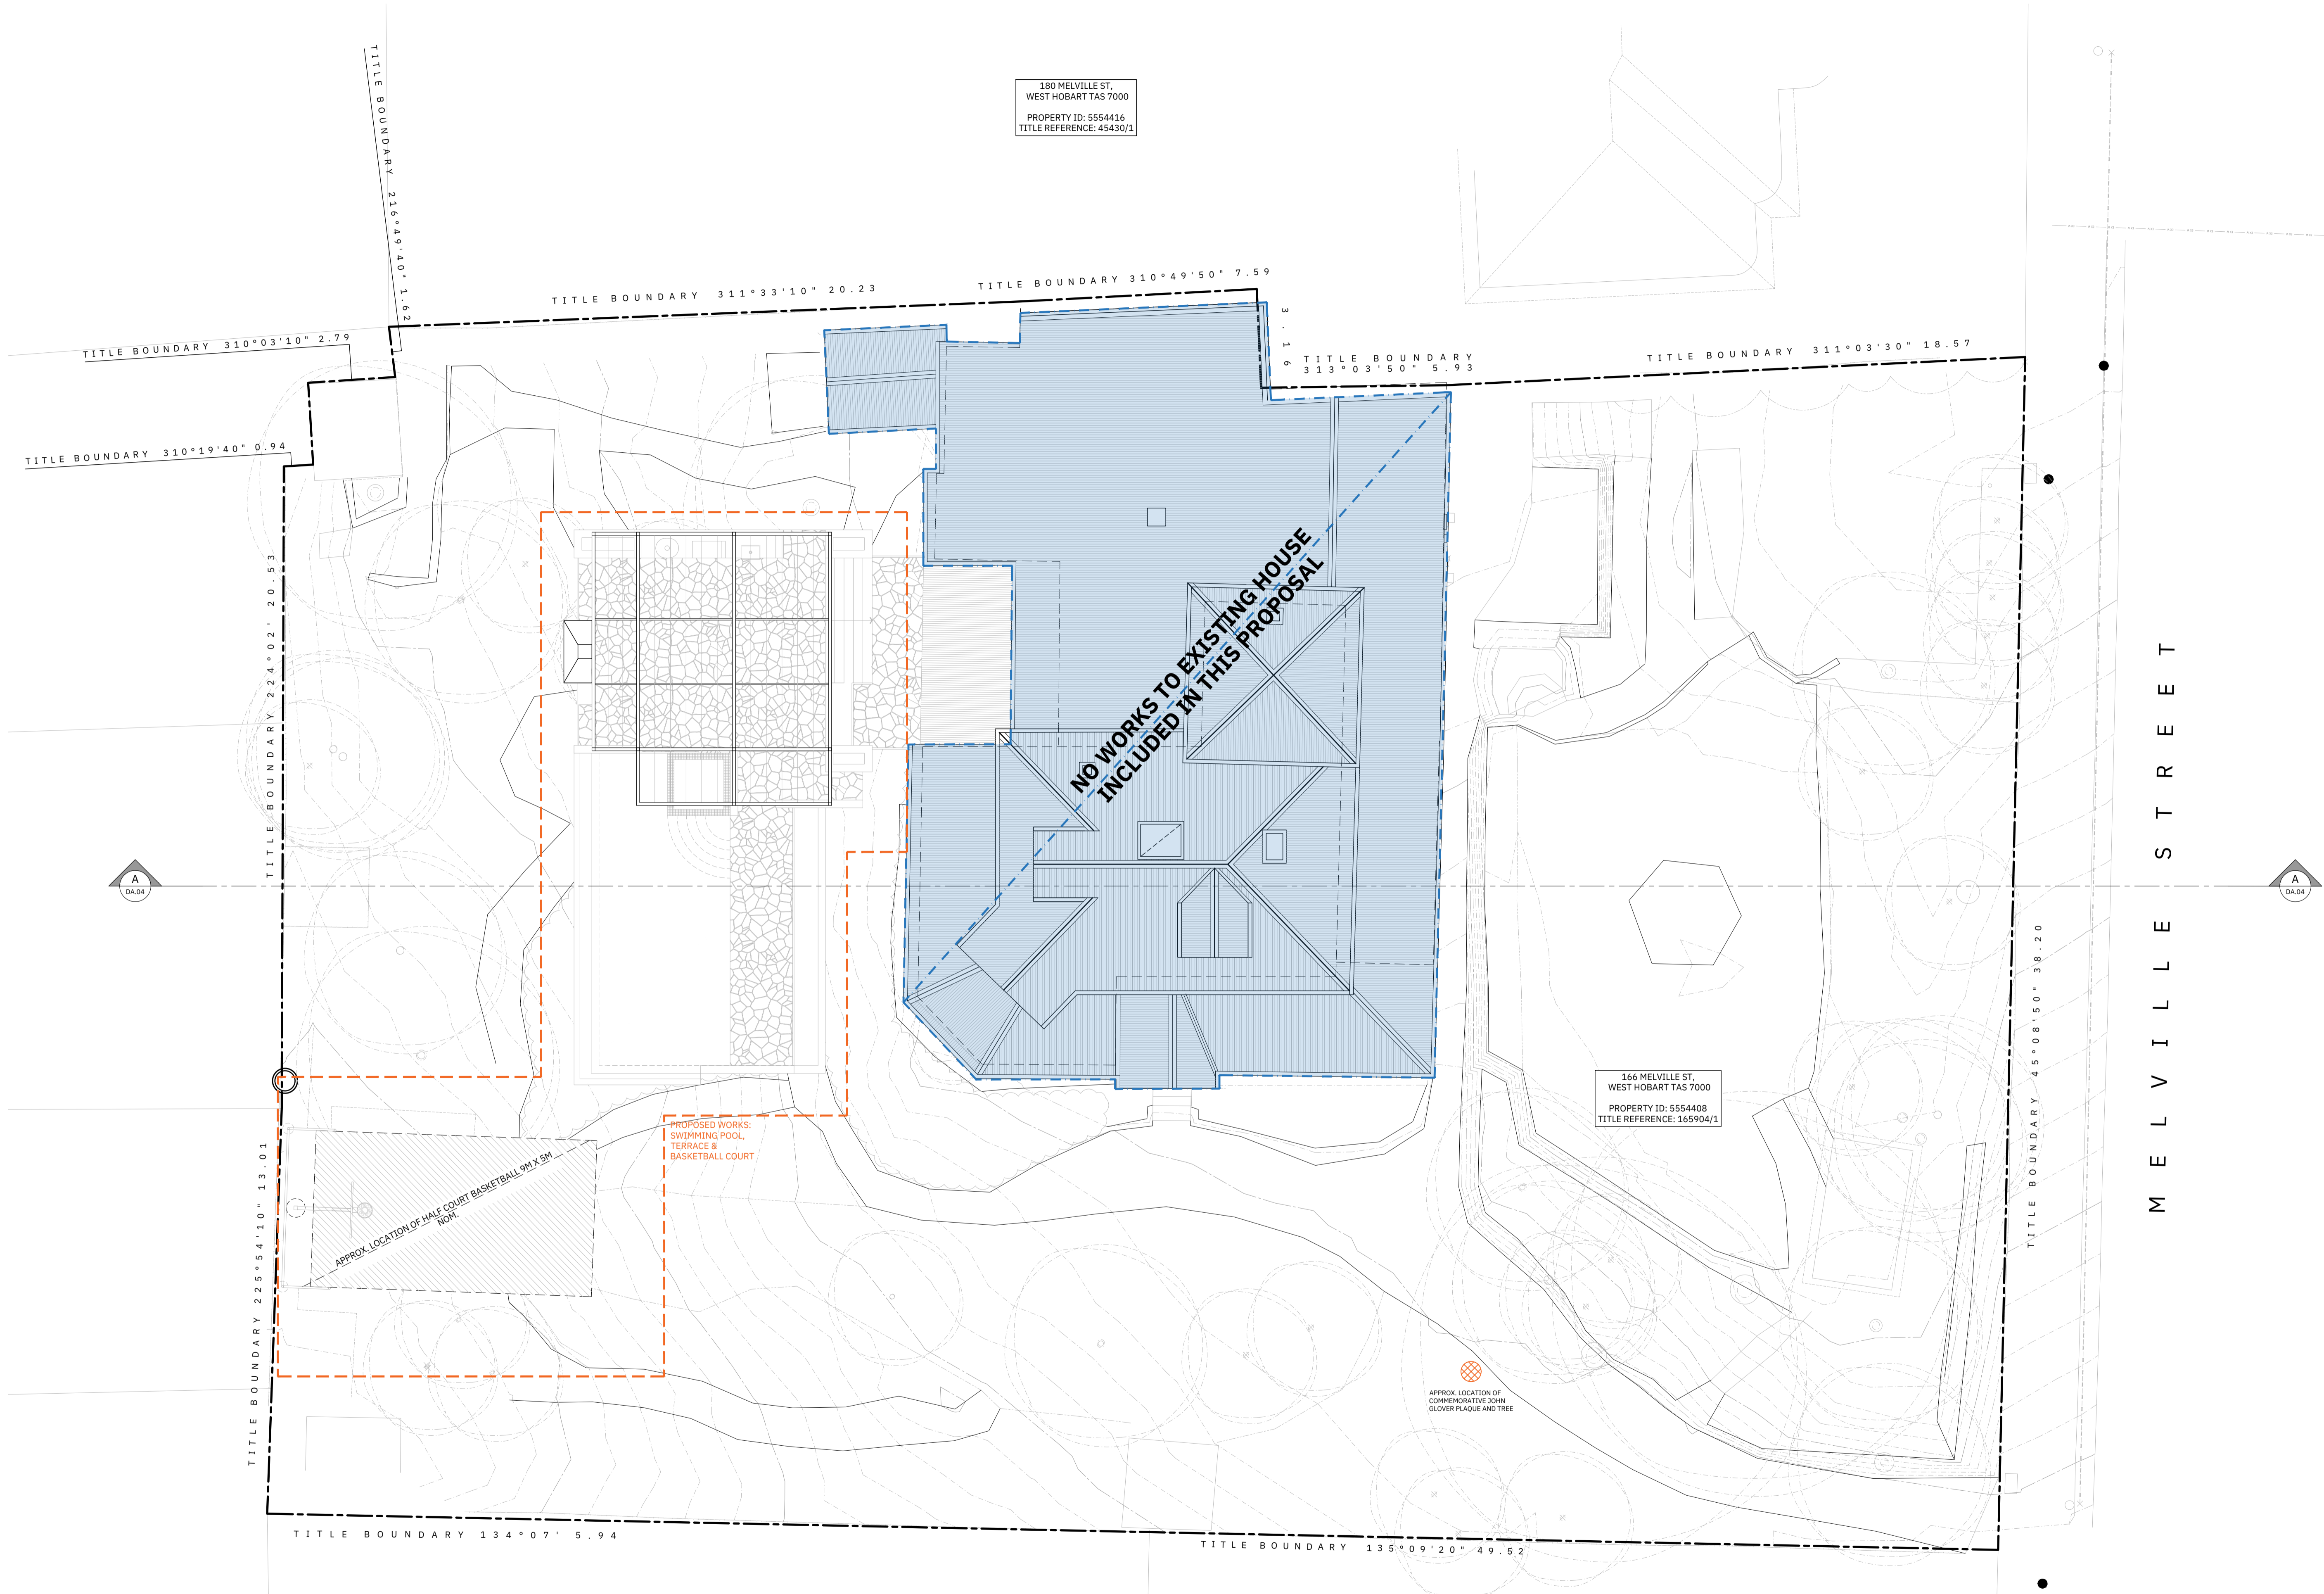 180 MELVILLE ST,
WEST HOBART TAS 7000
PROPERTY ID: 5554416
TITLE REFERENCE: 45430/1
TITLE BOUNDARY 216°49'40" 1.62
TITLE BOUNDARY 311°33'10" 20.23
TITLE BOUNDARY 310°49'50" 7.59
3.16
TITLE BOUNDARY
313°03'50" 5.93
TITLE BOUNDARY 311°03'30" 18.57
TITLE BOUNDARY 310°03'10" 2.79
TITLE BOUNDARY 310°19'40" 0.94
TITLE BOUNDARY 224°02' 20.53
NO WORKS TO EXISTING HOUSE
INCLUDED IN THIS PROPOSAL
MELVILLE STREET
A
DA.04
A
DA.04
TITLE BOUNDARY 45°08'50" 38.20
166 MELVILLE ST,
WEST HOBART TAS 7000
PROPERTY ID: 5554408
TITLE REFERENCE: 165904/1
PROPOSED WORKS:
SWIMMING POOL,
TERRACE &
BASKETBALL COURT
APPROX. LOCATION OF HALF COURT BASKETBALL 9M X 5M
NOM.
TITLE BOUNDARY 225°54'10" 13.01
APPROX. LOCATION OF
COMMEMORATIVE JOHN
GLOVER PLAQUE AND TREE
TITLE BOUNDARY 134°07' 5.94
TITLE BOUNDARY 135°09'20" 49.52